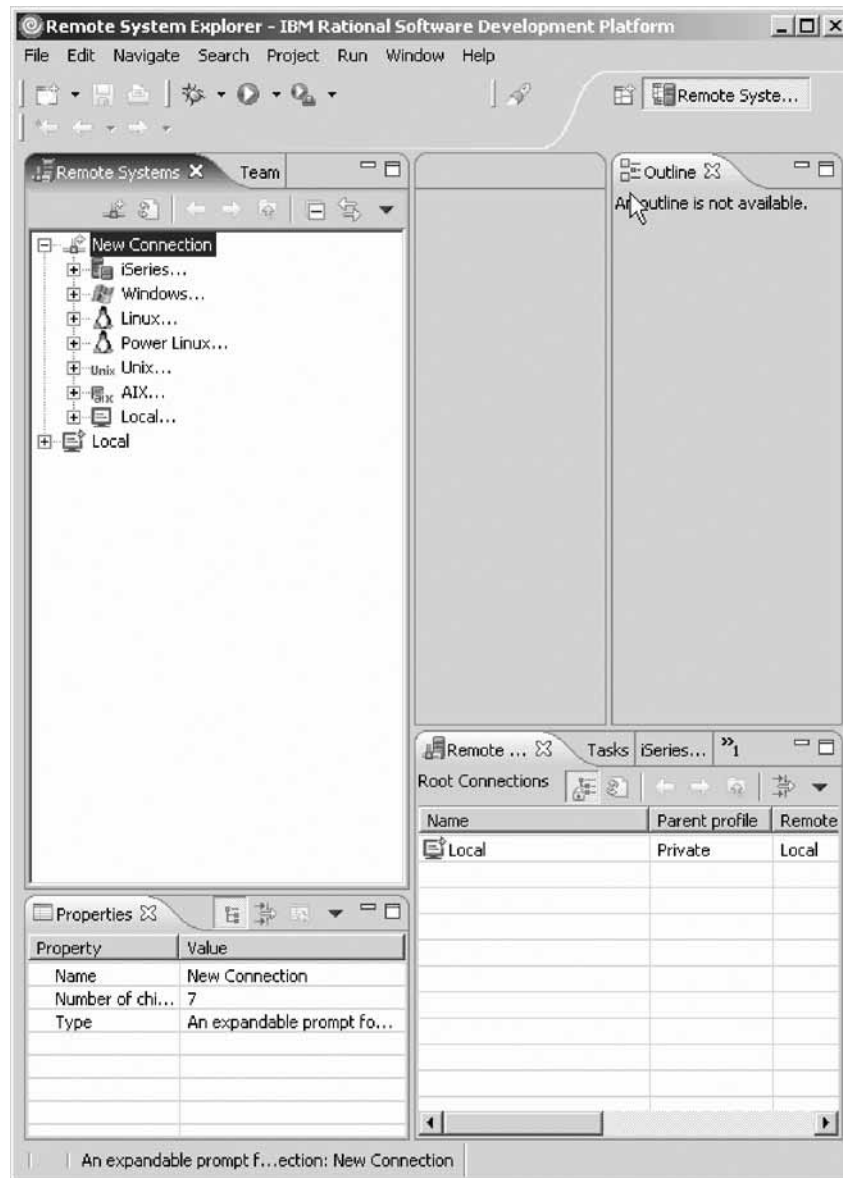 Remote System Explorer - IBM Rational Software Development Platform
File Edit Navigate Search Project Run Window Help
Remote Syste...
Remote Systems Team
Outline
An outline is not available.
New Connection
iSeries...
Windows...
Linux...
Power Linux...
Unix Unix...
AIX...
Local...
Local
Remote ... Tasks iSeries... »1
Root Connections
Name Parent profile Remote
Local Private Local
Properties
Property Value
Name New Connection
Number of chi... 7
Type An expandable prompt fo...
An expandable prompt f...ection: New Connection